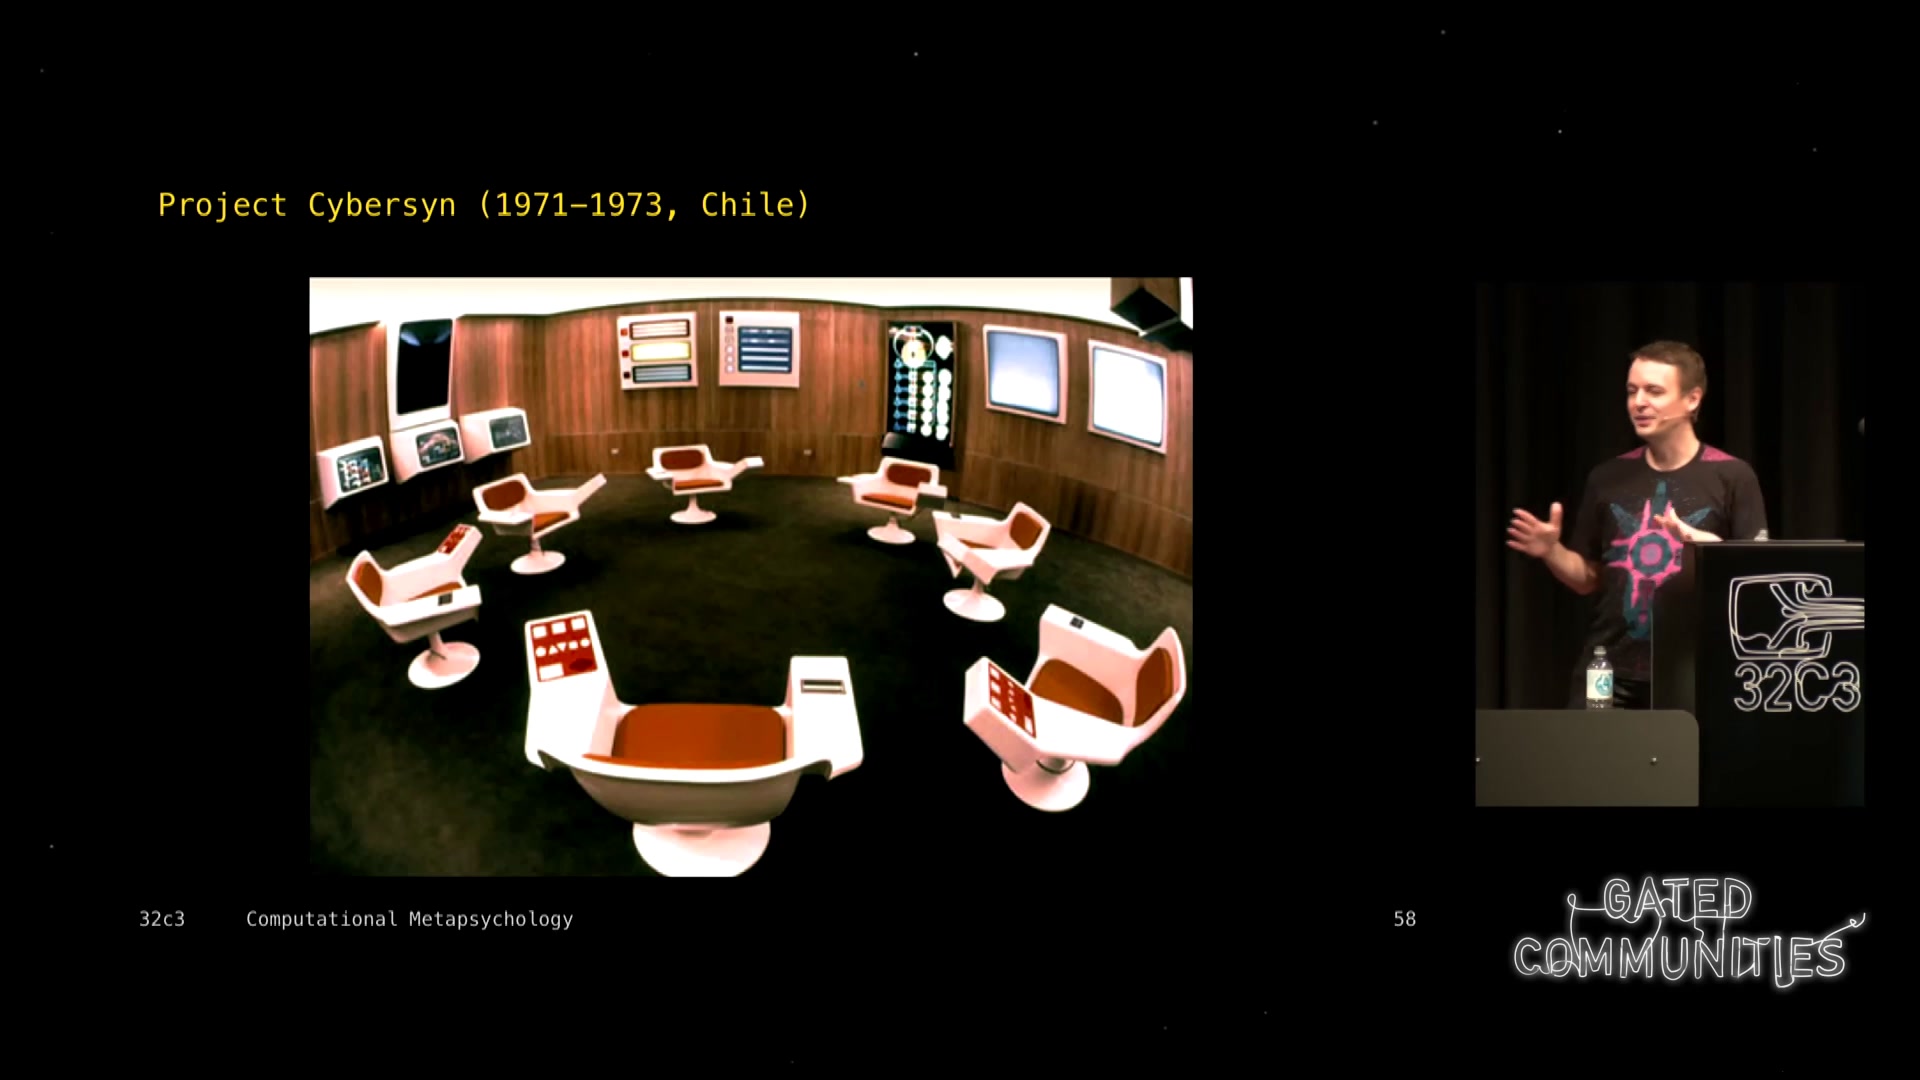 Project Cybersyn (1971–1973, Chile)
32C3
32c3 Computational Metapsychology 58
GATED
COMMUNITIES